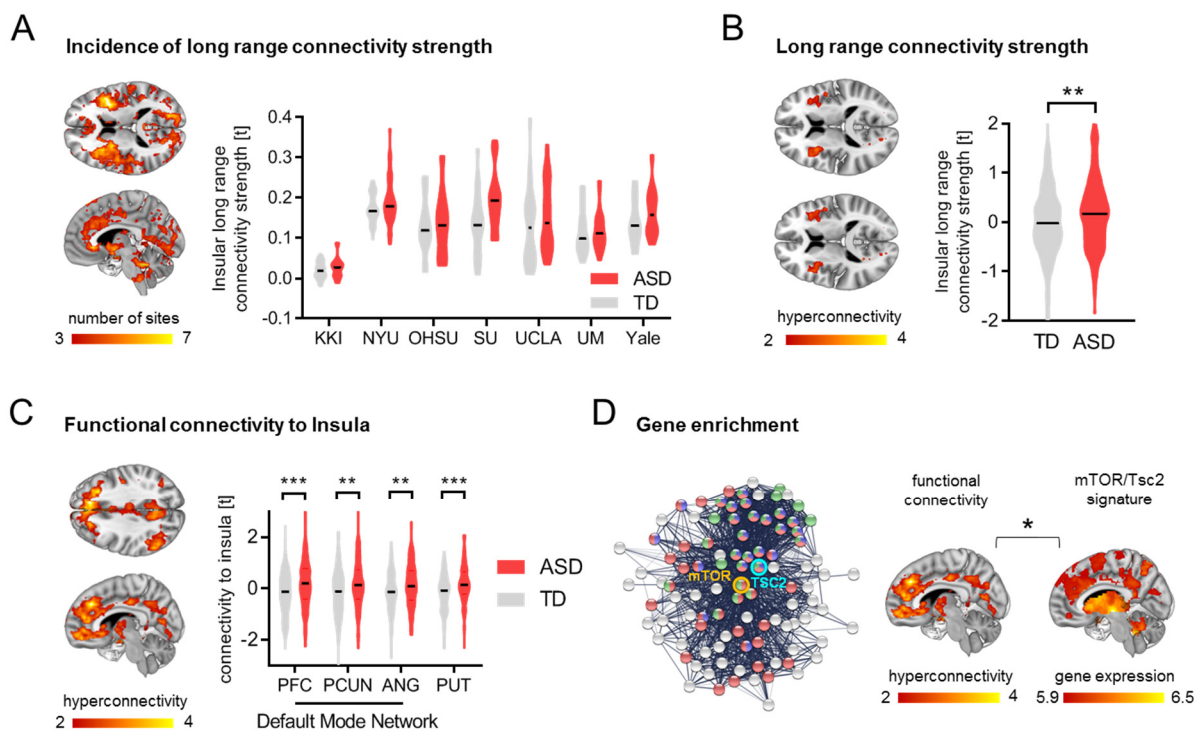 A
Incidence of long range connectivity strength
number of sites
3 7
Insular long range
connectivity strength [t]
0.4
0.3
0.2
0.1
0.0
-0.1
ASD
TD
KKI NYU OHSU SU UCLA UM Yale
B
Long range connectivity strength
hyperconnectivity
2 4
Insular long range
connectivity strength [t]
**
2
1
0
-1
-2
TD ASD
C
Functional connectivity to Insula
hyperconnectivity
2 4
connectivity to insula [t]
*** ** ** ***
2
0
-2
ASD
TD
PFC PCUN ANG PUT
Default Mode Network
D
Gene enrichment
mTOR
TSC2
functional
connectivity
mTOR/Tsc2
signature
*
hyperconnectivity
2 4
gene expression
5.9 6.5